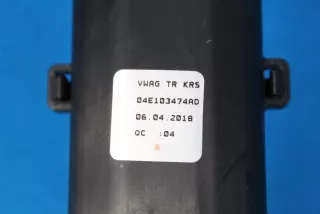 VWAG TR KRS
04E103474AD
06.04.2018
QC :04